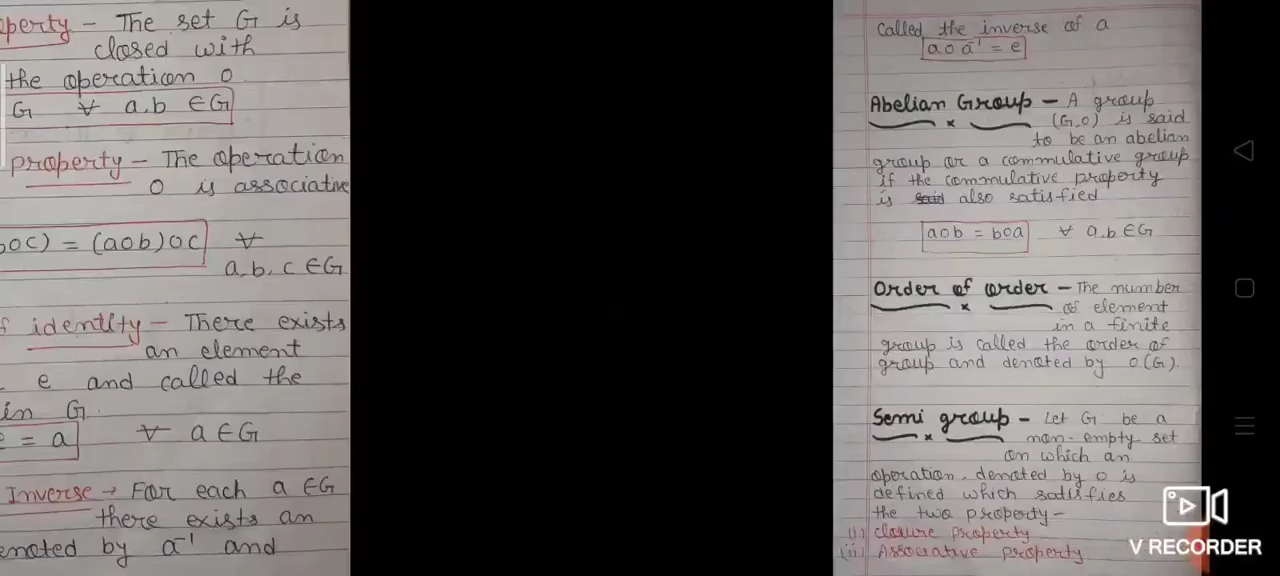 operty - The set G is
closed with
the operation o
G ∀ a,b ∈G
property - The operation
o is associative
boc) = (aob)oc ∀
a,b,c ∈G
f identity - There exists
an element
e and called the
in G
e = a ∀ a ∈ G
Inverse → For each a ∈G
there exists an
enoted by a⁻¹ and
called the inverse of a
a o a⁻¹ = e
Abelian Group - A group
(G,o) is said
to be an abelian
group or a commulative group
if the commulative property
is said also satisfied
aob = boa ∀ a,b ∈G
Order of order - The number
of element
in a finite
group is called the order of
group and denoted by o(G).
Semi group - Let G be a
non-empty set
on which an
operation, denoted by o is
defined which satisfies
the two property-
(i) closure property
(ii) Associative property
V RECORDER